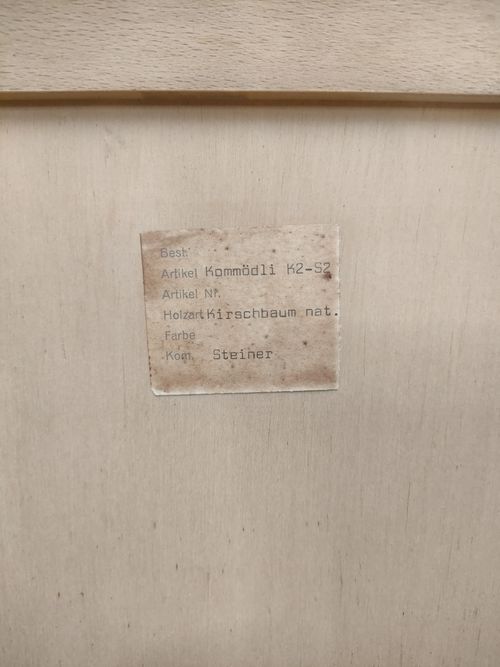 Best.
Artikel Kommödli K2-S2
Artikel Nr.
Holzart Kirschbaum nat.
Farbe
Kom. Steiner